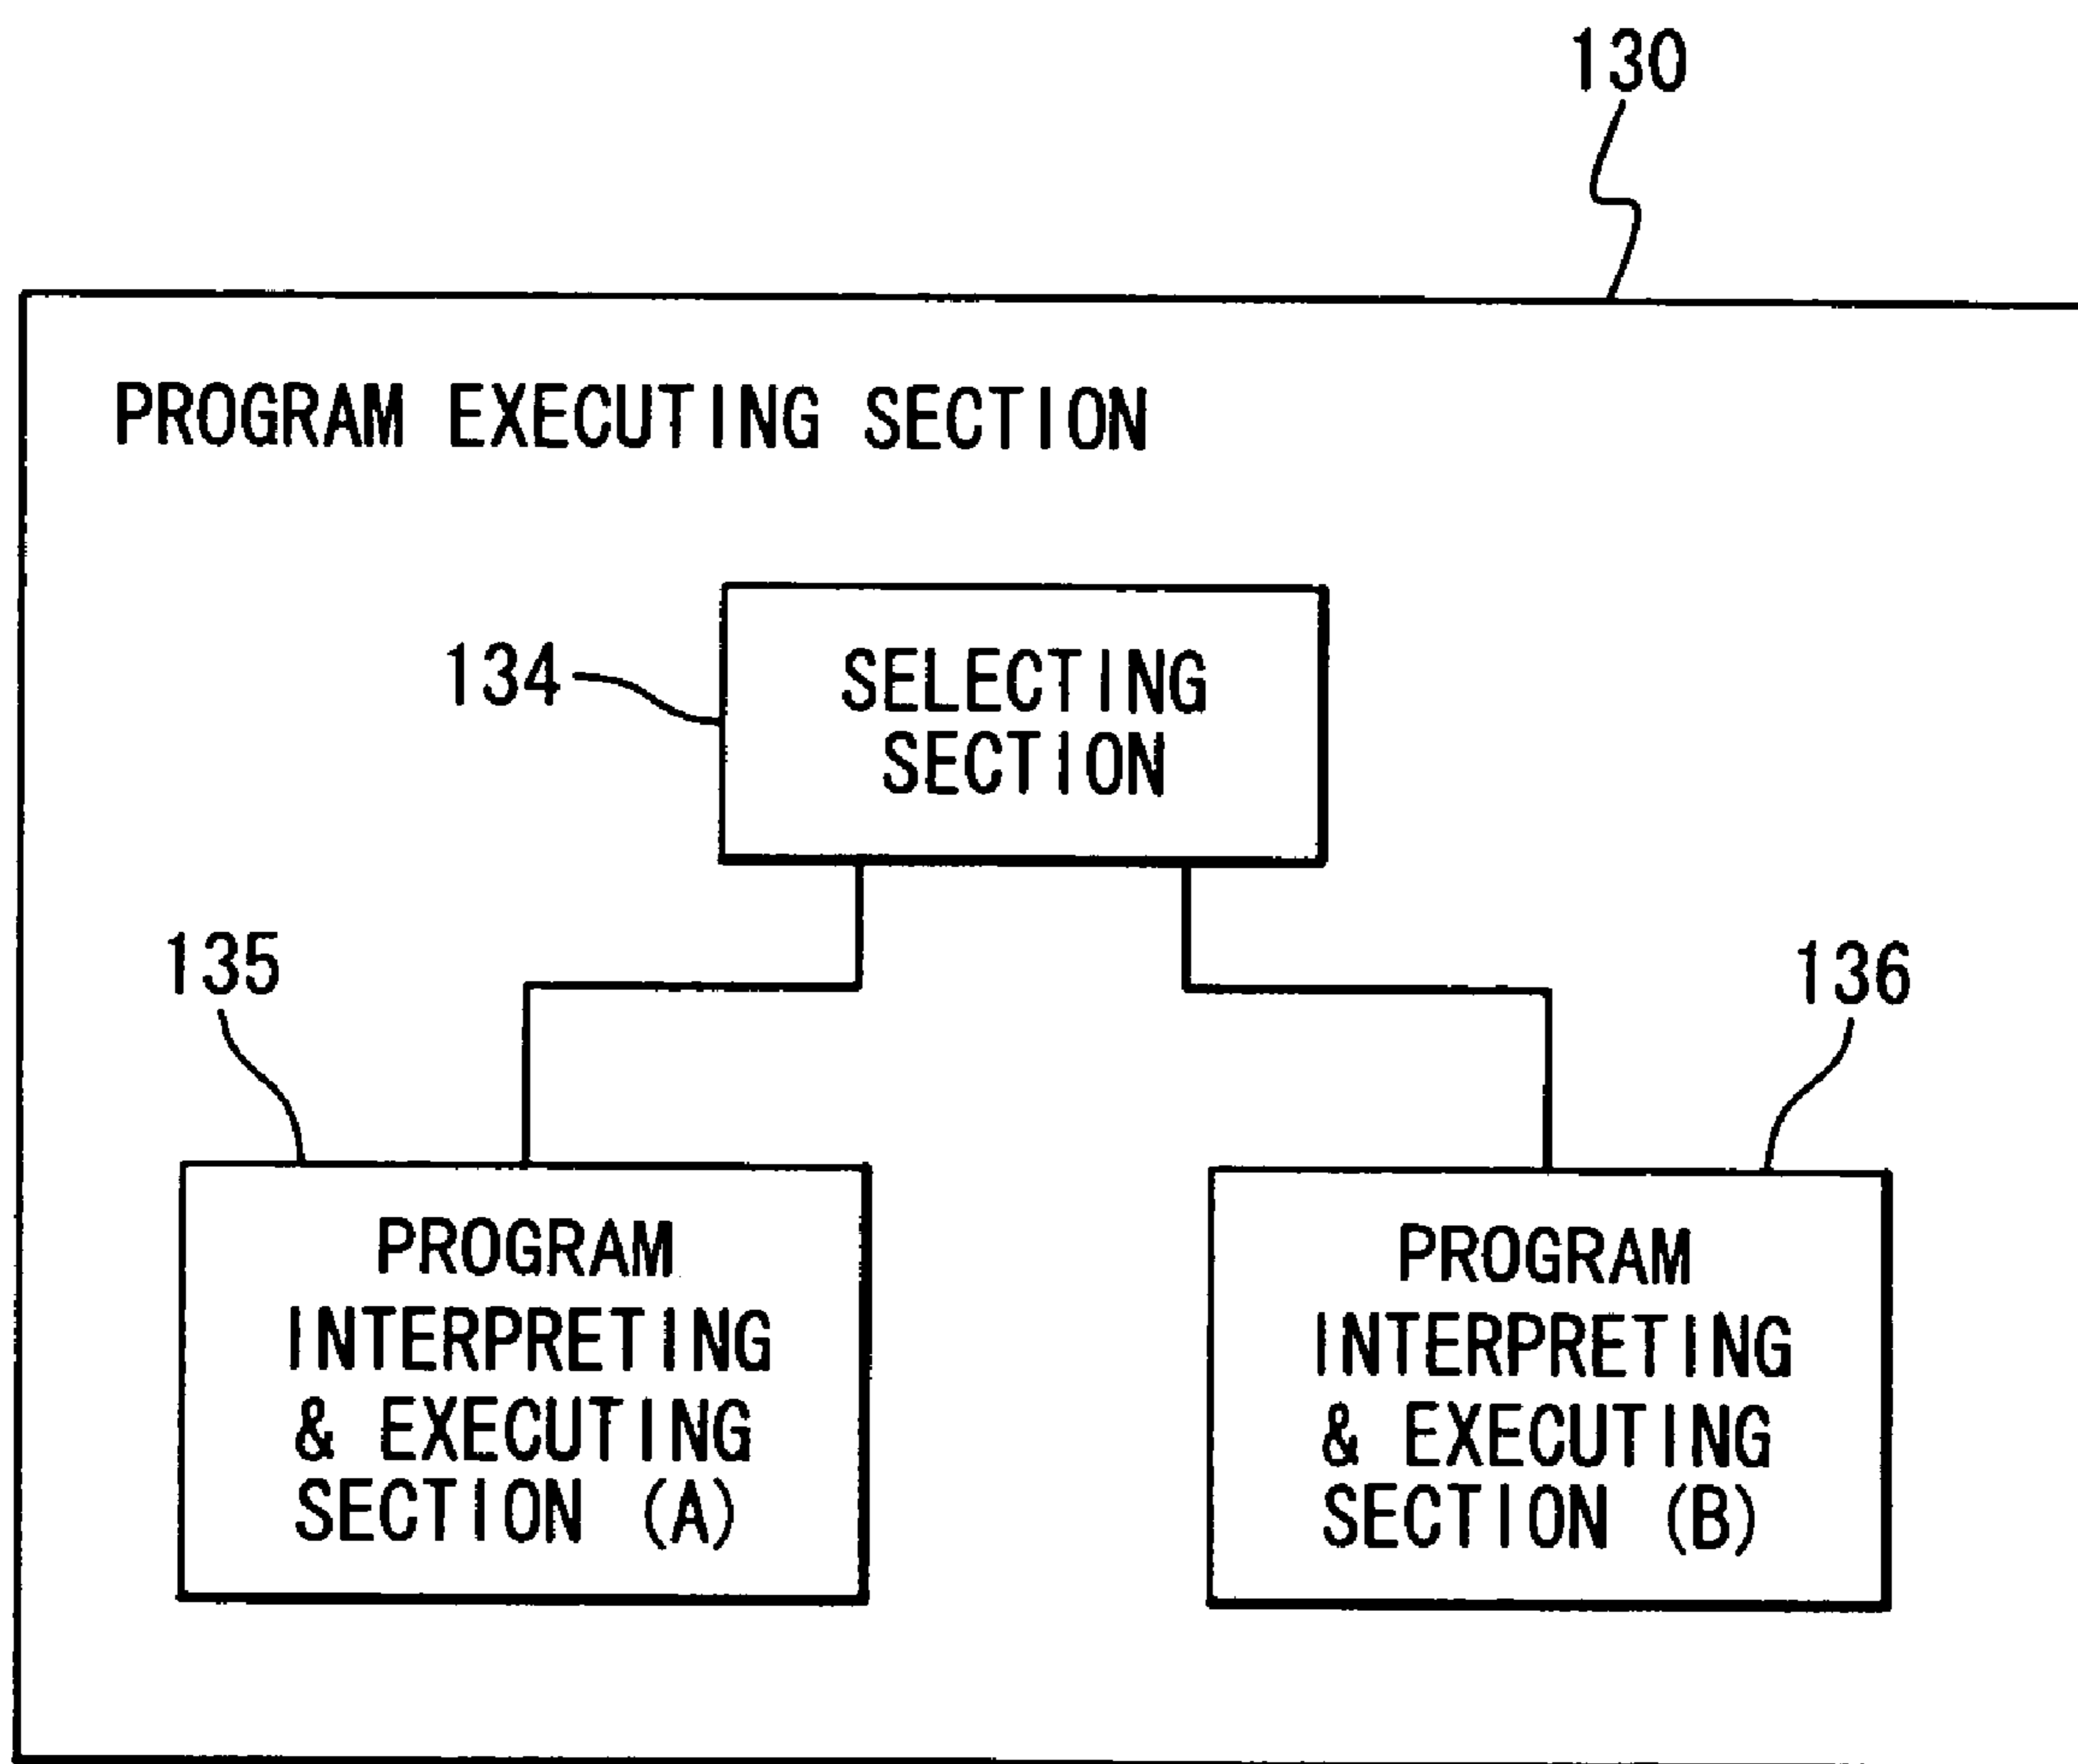 130
PROGRAM EXECUTING SECTION
134
SELECTING
SECTION
135
136
PROGRAM
INTERPRETING
& EXECUTING
SECTION (A)
PROGRAM
INTERPRETING
& EXECUTING
SECTION (B)